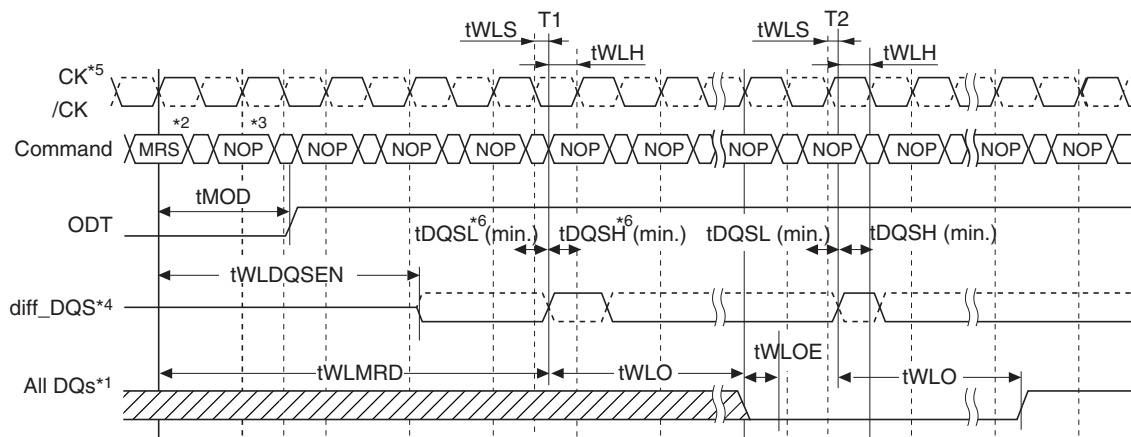 T1 T2
tWLS tWLS
tWLH tWLH
CK*5
/CK
*2 *3
Command MRS NOP NOP NOP NOP NOP NOP NOP NOP NOP NOP NOP
tMOD
ODT
tDQSL*6 (min.) tDQSH*6 (min.) tDQSL (min.) tDQSH (min.)
tWLDQSEN
diff_DQS*4
tWLOE
tWLMRD tWLO tWLO
All DQs*1